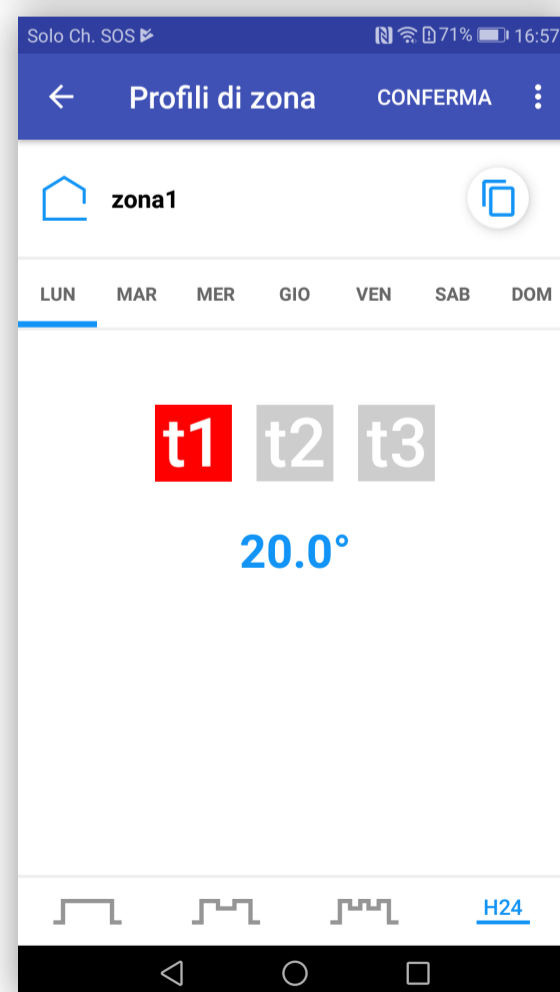 Solo Ch. SOS 71% 16:57
Profili di zona CONFERMA
zona1
LUN MAR MER GIO VEN SAB DOM
t1 t2 t3
20.0°
H24